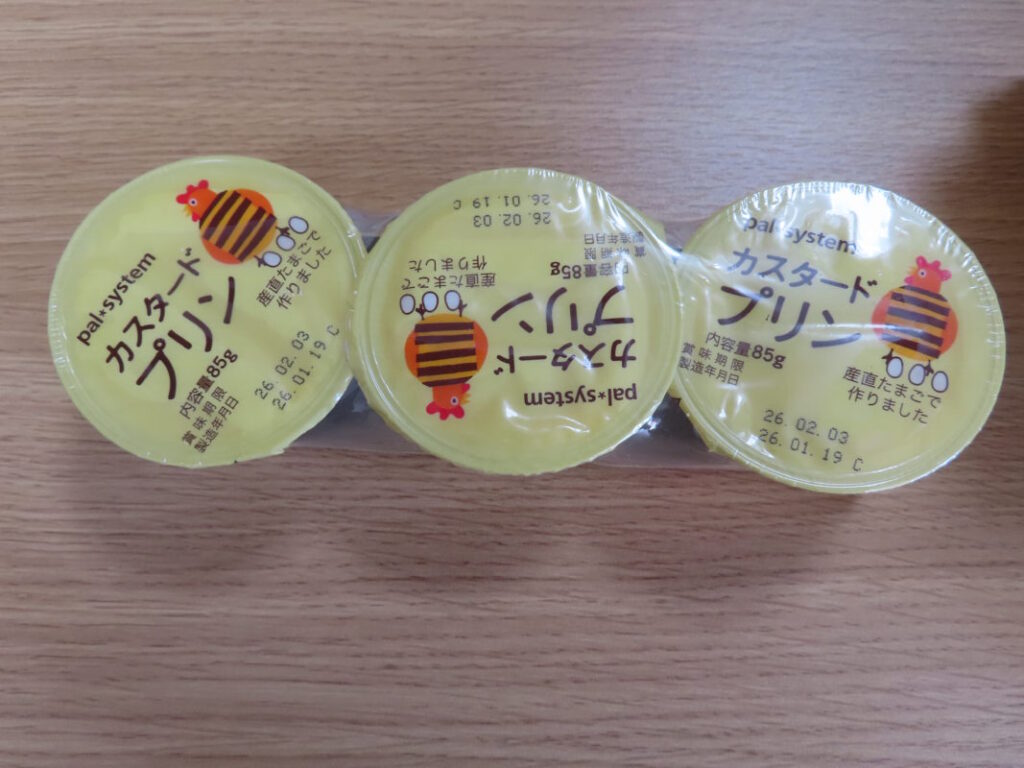 pal*system
カスタード
プリン
産直たまごで
作りました
内容量85g
賞味期限
製造年月日
26.02.03
26.01.19 C
pal*system
カスタード
プリン
産直たまごで
作りました
内容量85g
賞味期限
製造年月日
26.02.03
26.01.19 C
pal*system
カスタード
プリン
内容量85g
賞味期限
製造年月日
産直たまごで
作りました
26.02.03
26.01.19 C